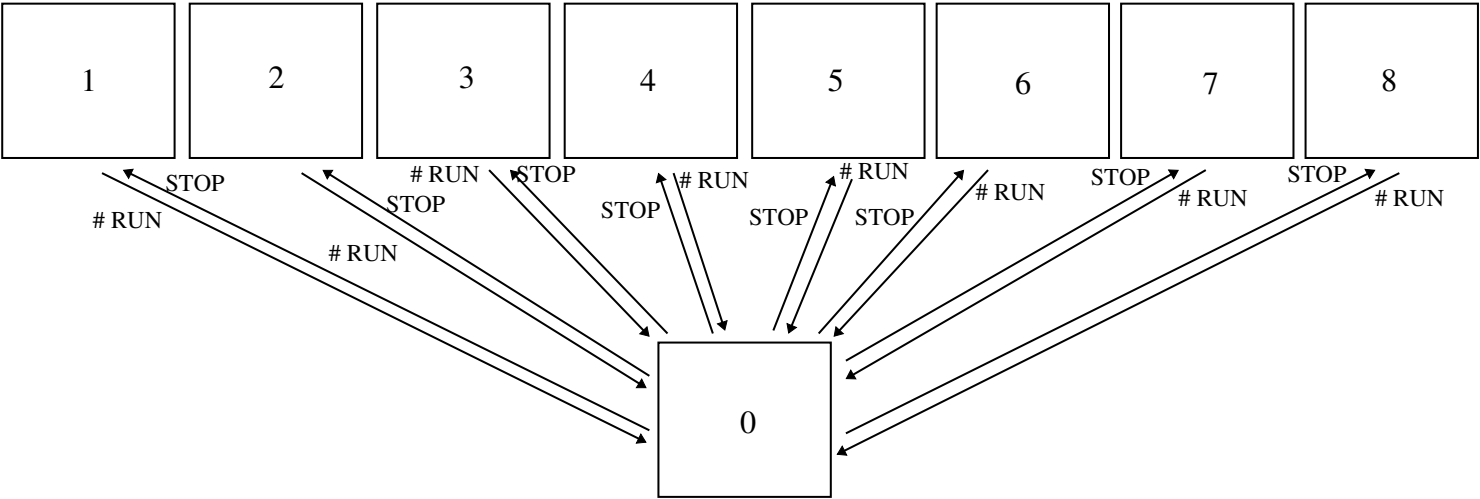 1 2 3 4 5 6 7 8
STOP # RUN STOP # RUN STOP # RUN
# RUN STOP # RUN STOP STOP # RUN STOP # RUN STOP # RUN
# RUN
0